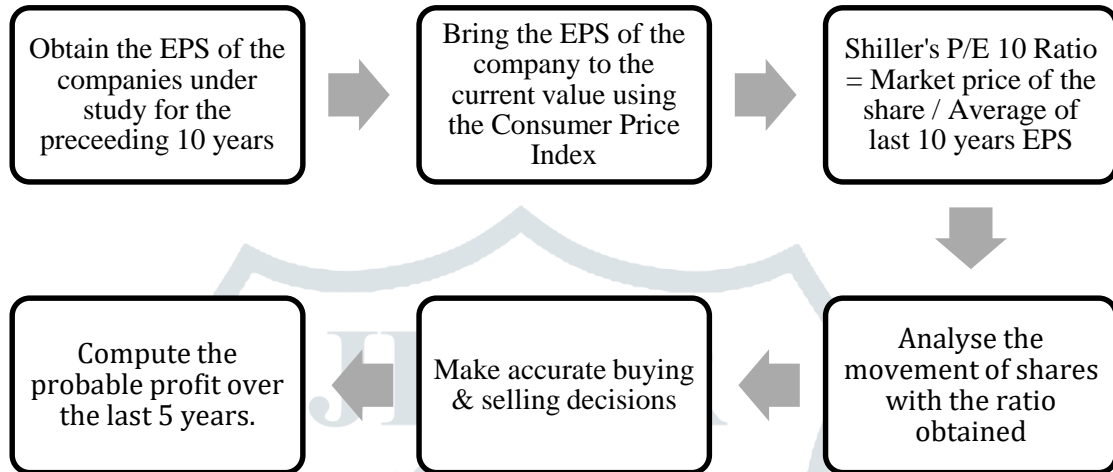 Obtain the EPS of the
companies under
study for the
preceeding 10 years
Bring the EPS of the
company to the
current value using
the Consumer Price
Index
Shiller's P/E 10 Ratio
= Market price of the
share / Average of
last 10 years EPS
Analyse the
movement of shares
with the ratio
obtained
Make accurate buying
& selling decisions
Compute the
probable profit over
the last 5 years.